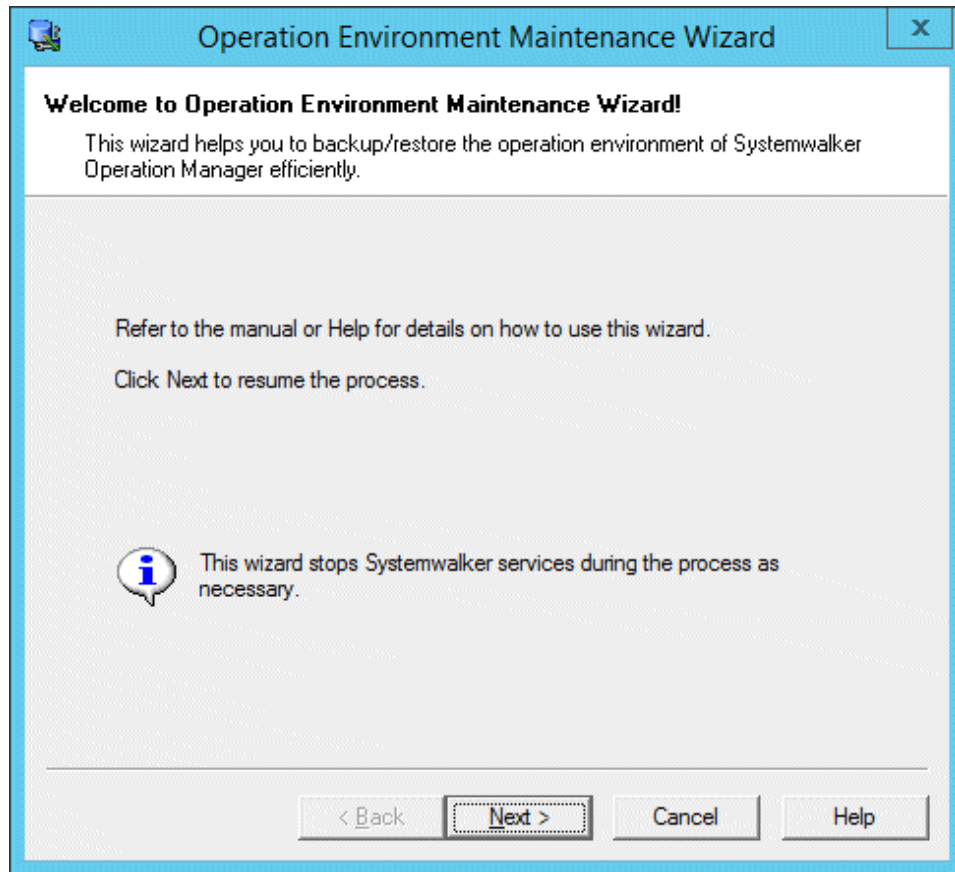 Operation Environment Maintenance Wizard
x
Welcome to Operation Environment Maintenance Wizard!
This wizard helps you to backup/restore the operation environment of Systemwalker
Operation Manager efficiently.
Refer to the manual or Help for details on how to use this wizard.
Click Next to resume the process.
This wizard stops Systemwalker services during the process as
necessary.
< Back Next > Cancel Help